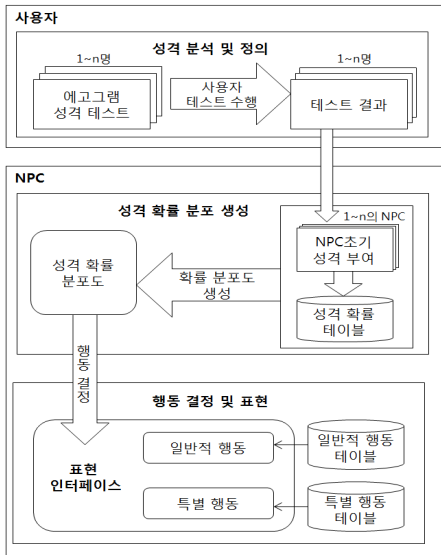 사용자
성격 분석 및 정의
1~n명
에고그램
성격 테스트
사용자
테스트 수행
1~n명
테스트 결과
NPC
성격 확률 분포 생성
1~n의 NPC
NPC초기
성격 부여
성격 확률
테이블
확률 분포도
생성
성격 확률
분포도
행동
결정
행동 결정 및 표현
표현
인터페이스
일반적 행동
일반적 행동
테이블
특별 행동
특별 행동
테이블